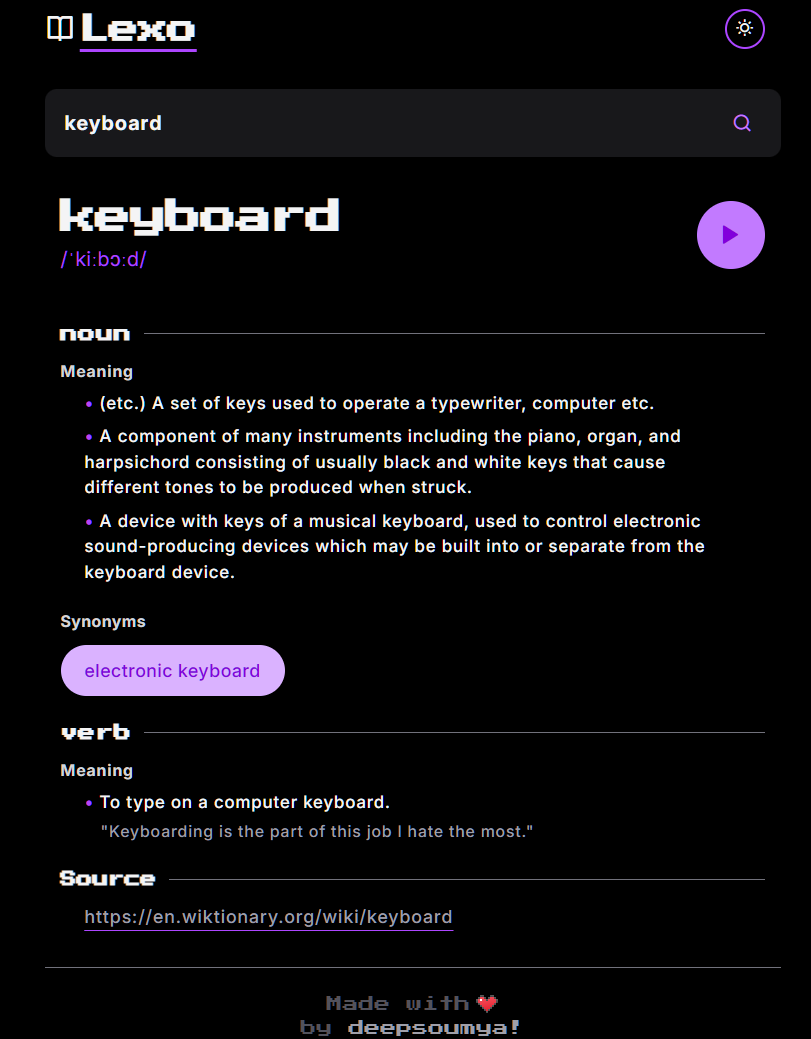 Lexo
keyboard
keyboard
/ˈkiːbɔːd/
noun
Meaning
• (etc.) A set of keys used to operate a typewriter, computer etc.
• A component of many instruments including the piano, organ, and
harpsichord consisting of usually black and white keys that cause
different tones to be produced when struck.
• A device with keys of a musical keyboard, used to control electronic
sound-producing devices which may be built into or separate from the
keyboard device.
Synonyms
electronic keyboard
verb
Meaning
• To type on a computer keyboard.
"Keyboarding is the part of this job I hate the most."
Source
https://en.wiktionary.org/wiki/keyboard
Made with ❤️
by deepsoumya!